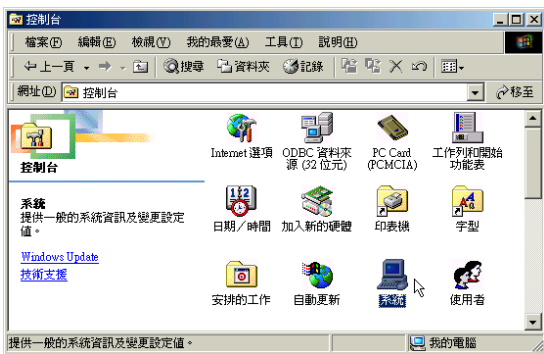 控制台
檔案(F) 編輯(E) 檢視(V) 我的最愛(A) 工具(T) 說明(H)
上一頁 搜尋 資料夾 記錄
網址(D) 控制台 移至
控制台
系統
提供一般的系統資訊及變更設定
值。
Windows Update
技術支援
Internet 選項
ODBC 資料來
源 (32 位元)
PC Card
(PCMCIA)
工作列和開始
功能表
日期／時間
加入新的硬體
印表機
字型
安排的工作
自動更新
系統
使用者
提供一般的系統資訊及變更設定值。 我的電腦